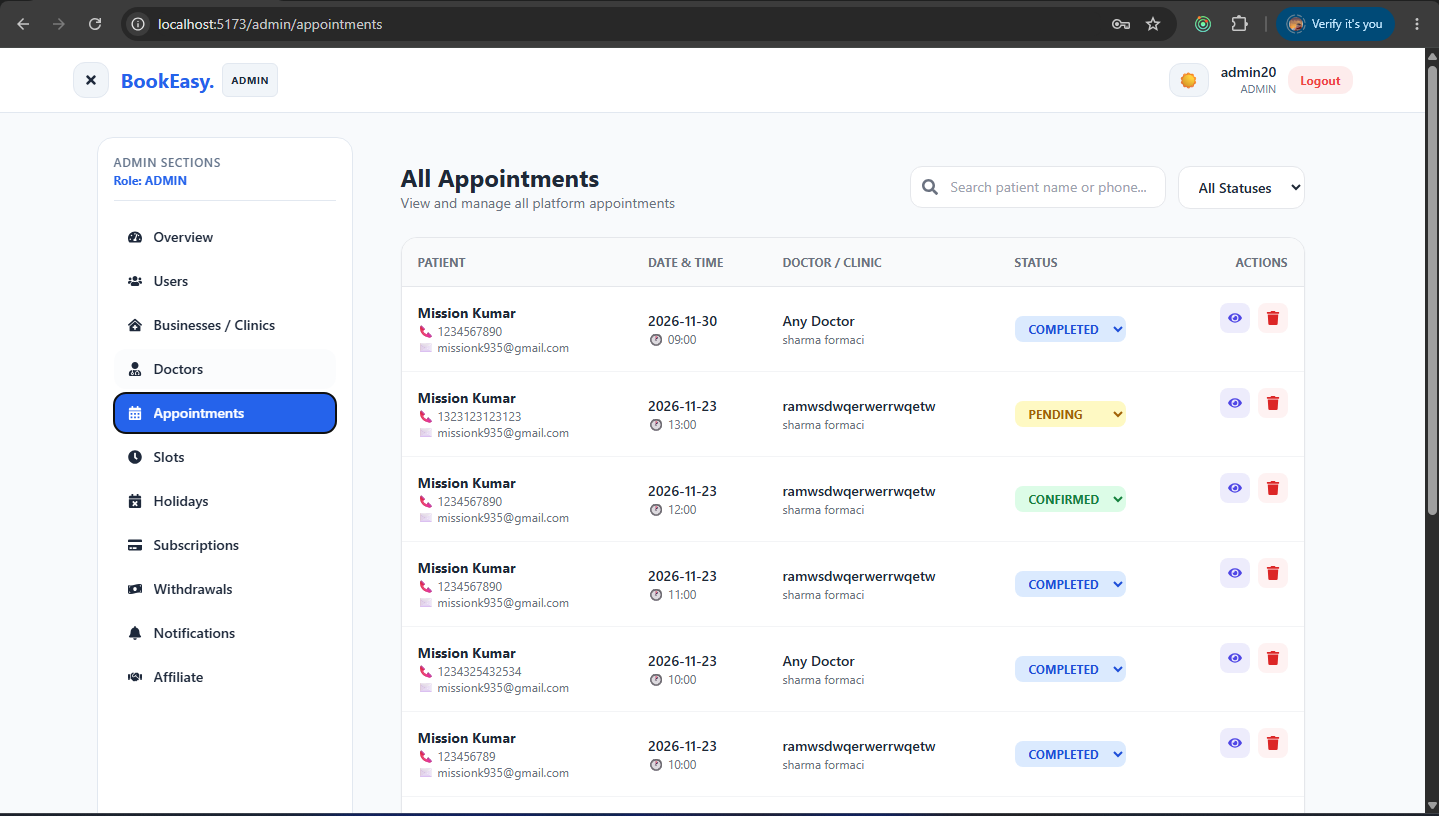 localhost:5173/admin/appointments
Verify it's you
BookEasy.
ADMIN
admin20
ADMIN
Logout
ADMIN SECTIONS
Role: ADMIN
Overview
Users
Businesses / Clinics
Doctors
Appointments
Slots
Holidays
Subscriptions
Withdrawals
Notifications
Affiliate
All Appointments
View and manage all platform appointments
Search patient name or phone...
All Statuses
PATIENT DATE & TIME DOCTOR / CLINIC STATUS ACTIONS
Mission Kumar
1234567890
missionk935@gmail.com
2026-11-30
09:00
Any Doctor
sharma formaci
COMPLETED
Mission Kumar
1323123123123
missionk935@gmail.com
2026-11-23
13:00
ramwsdwqerwerrwqetw
sharma formaci
PENDING
Mission Kumar
1234567890
missionk935@gmail.com
2026-11-23
12:00
ramwsdwqerwerrwqetw
sharma formaci
CONFIRMED
Mission Kumar
1234567890
missionk935@gmail.com
2026-11-23
11:00
ramwsdwqerwerrwqetw
sharma formaci
COMPLETED
Mission Kumar
1234325432534
missionk935@gmail.com
2026-11-23
10:00
Any Doctor
sharma formaci
COMPLETED
Mission Kumar
123456789
missionk935@gmail.com
2026-11-23
10:00
ramwsdwqerwerrwqetw
sharma formaci
COMPLETED